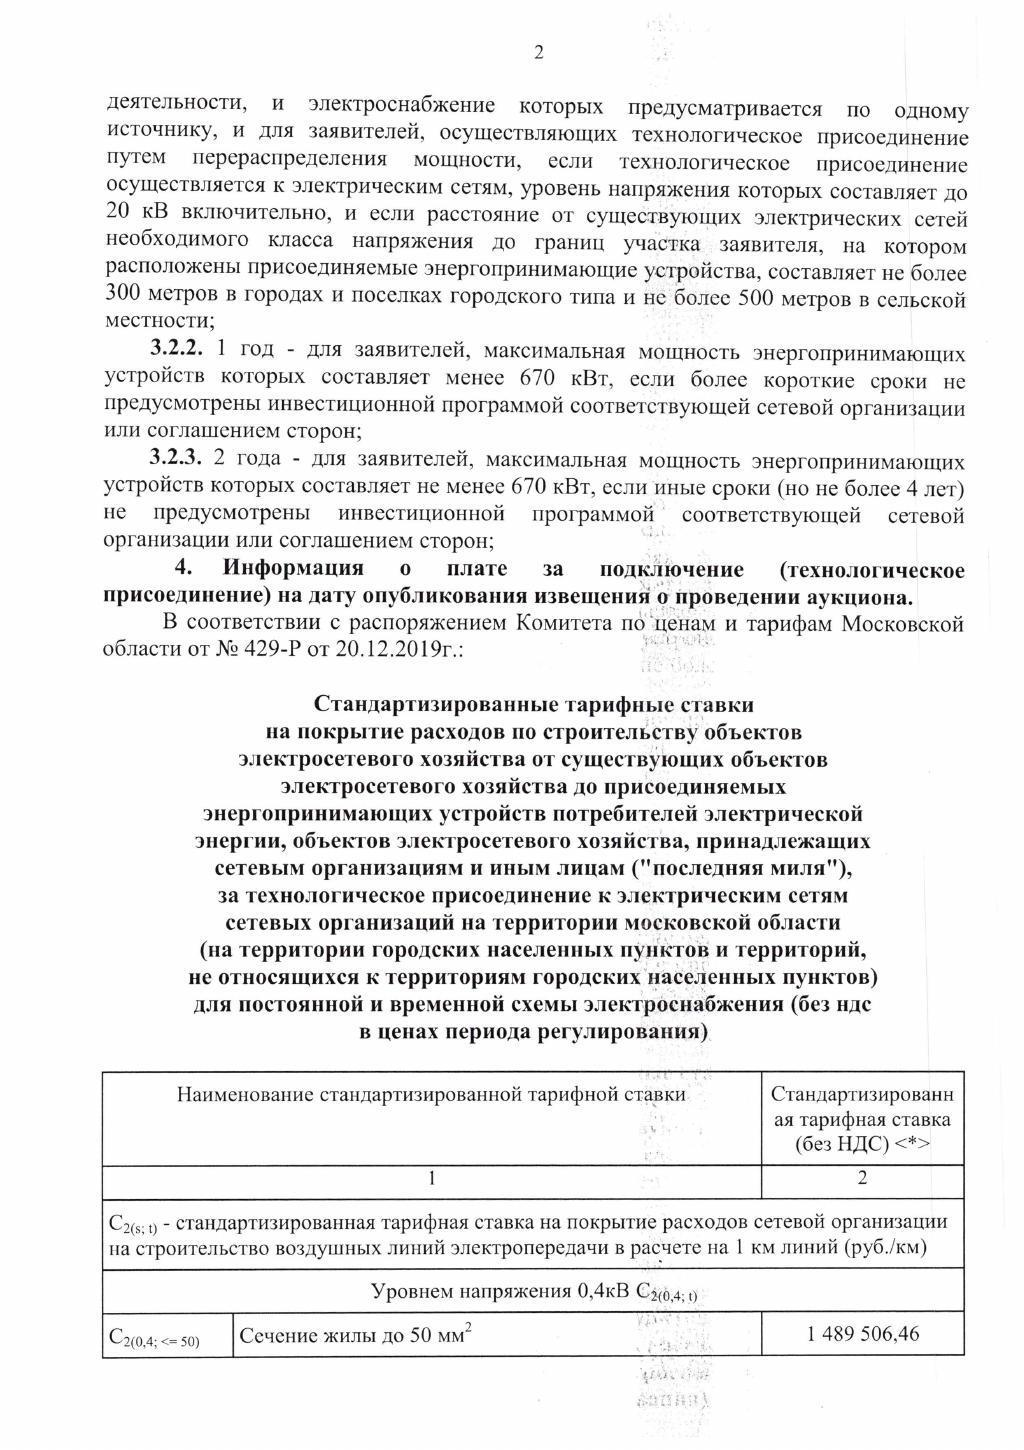 2
деятельности, и электроснабжение которых предусматривается по одному
источнику, и для заявителей, осуществляющих технологическое присоединение
путем перераспределения мощности, если технологическое присоединение
осуществляется к электрическим сетям, уровень напряжения которых составляет до
20 кВ включительно, и если расстояние от существующих электрических сетей
необходимого класса напряжения до границ участка заявителя, на котором
расположены присоединяемые энергопринимающие устройства, составляет не более
300 метров в городах и поселках городского типа и не более 500 метров в сельской
местности;
3.2.2. 1 год - для заявителей, максимальная мощность энергопринимающих
устройств которых составляет менее 670 кВт, если более короткие сроки не
предусмотрены инвестиционной программой соответствующей сетевой организации
или соглашением сторон;
3.2.3. 2 года - для заявителей, максимальная мощность энергопринимающих
устройств которых составляет не менее 670 кВт, если иные сроки (но не более 4 лет)
не предусмотрены инвестиционной программой соответствующей сетевой
организации или соглашением сторон;
4. Информация о плате за подключение (технологическое
присоединение) на дату опубликования извещения о проведении аукциона.
В соответствии с распоряжением Комитета по ценам и тарифам Московской
области от № 429-Р от 20.12.2019г.:
Стандартизированные тарифные ставки
на покрытие расходов по строительству объектов
электросетевого хозяйства от существующих объектов
электросетевого хозяйства до присоединяемых
энергопринимающих устройств потребителей электрической
энергии, объектов электросетевого хозяйства, принадлежащих
сетевым организациям и иным лицам ("последняя миля"),
за технологическое присоединение к электрическим сетям
сетевых организаций на территории московской области
(на территории городских населенных пунктов и территорий,
не относящихся к территориям городских населенных пунктов)
для постоянной и временной схемы электроснабжения (без ндс
в ценах периода регулирования)
Наименование стандартизированной тарифной ставки Стандартизированн
ая тарифная ставка
(без НДС) <*>
1 2
C2(s; t) - стандартизированная тарифная ставка на покрытие расходов сетевой организации
на строительство воздушных линий электропередачи в расчете на 1 км линий (руб./км)
Уровнем напряжения 0,4кВ C2(0,4; t)
C2(0,4; <= 50) Сечение жилы до 50 мм2 1 489 506,46